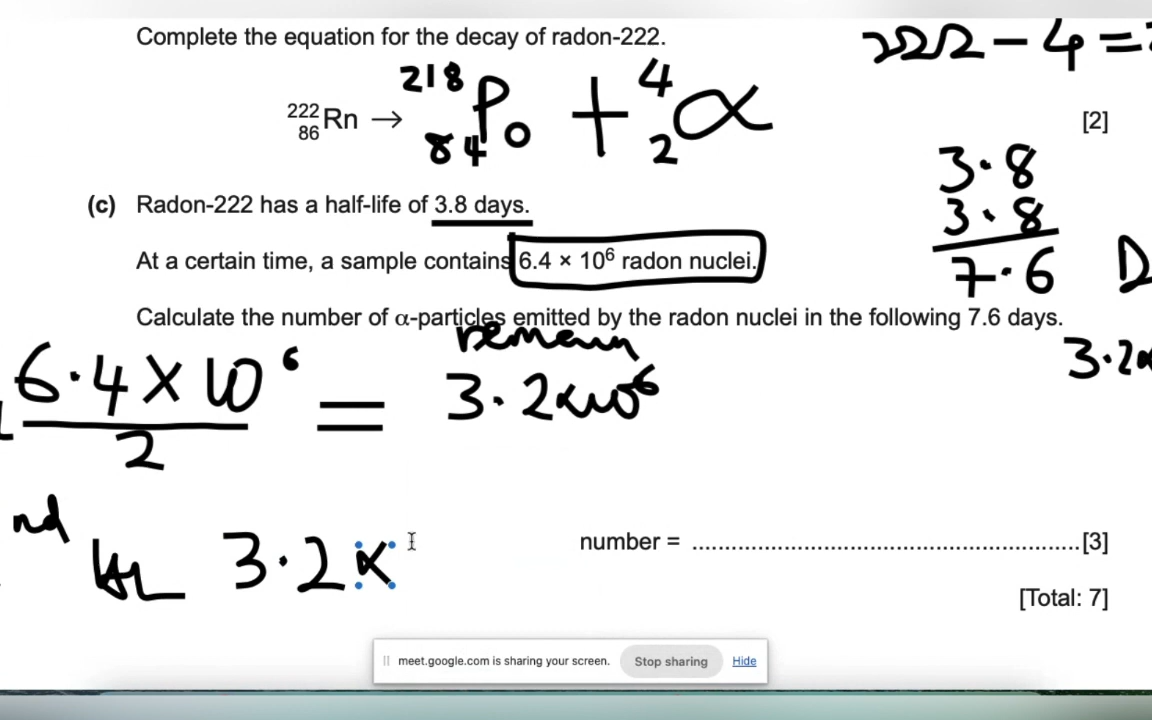 Complete the equation for the decay of radon-222.
222 - 4 =
222 86 Rn → 218 84 Po + 4 2 α
[2]
3.8
3.8
7.6
D
(c) Radon-222 has a half-life of 3.8 days.
At a certain time, a sample contains 6.4 × 10⁶ radon nuclei.
Calculate the number of α-particles emitted by the radon nuclei in the following 7.6 days.
remain
6.4 × 10⁶ / 2 = 3.2×10⁶
3.2×
nd
HL 3.2×
number = ..........................................................[3]
[Total: 7]
meet.google.com is sharing your screen. Stop sharing Hide